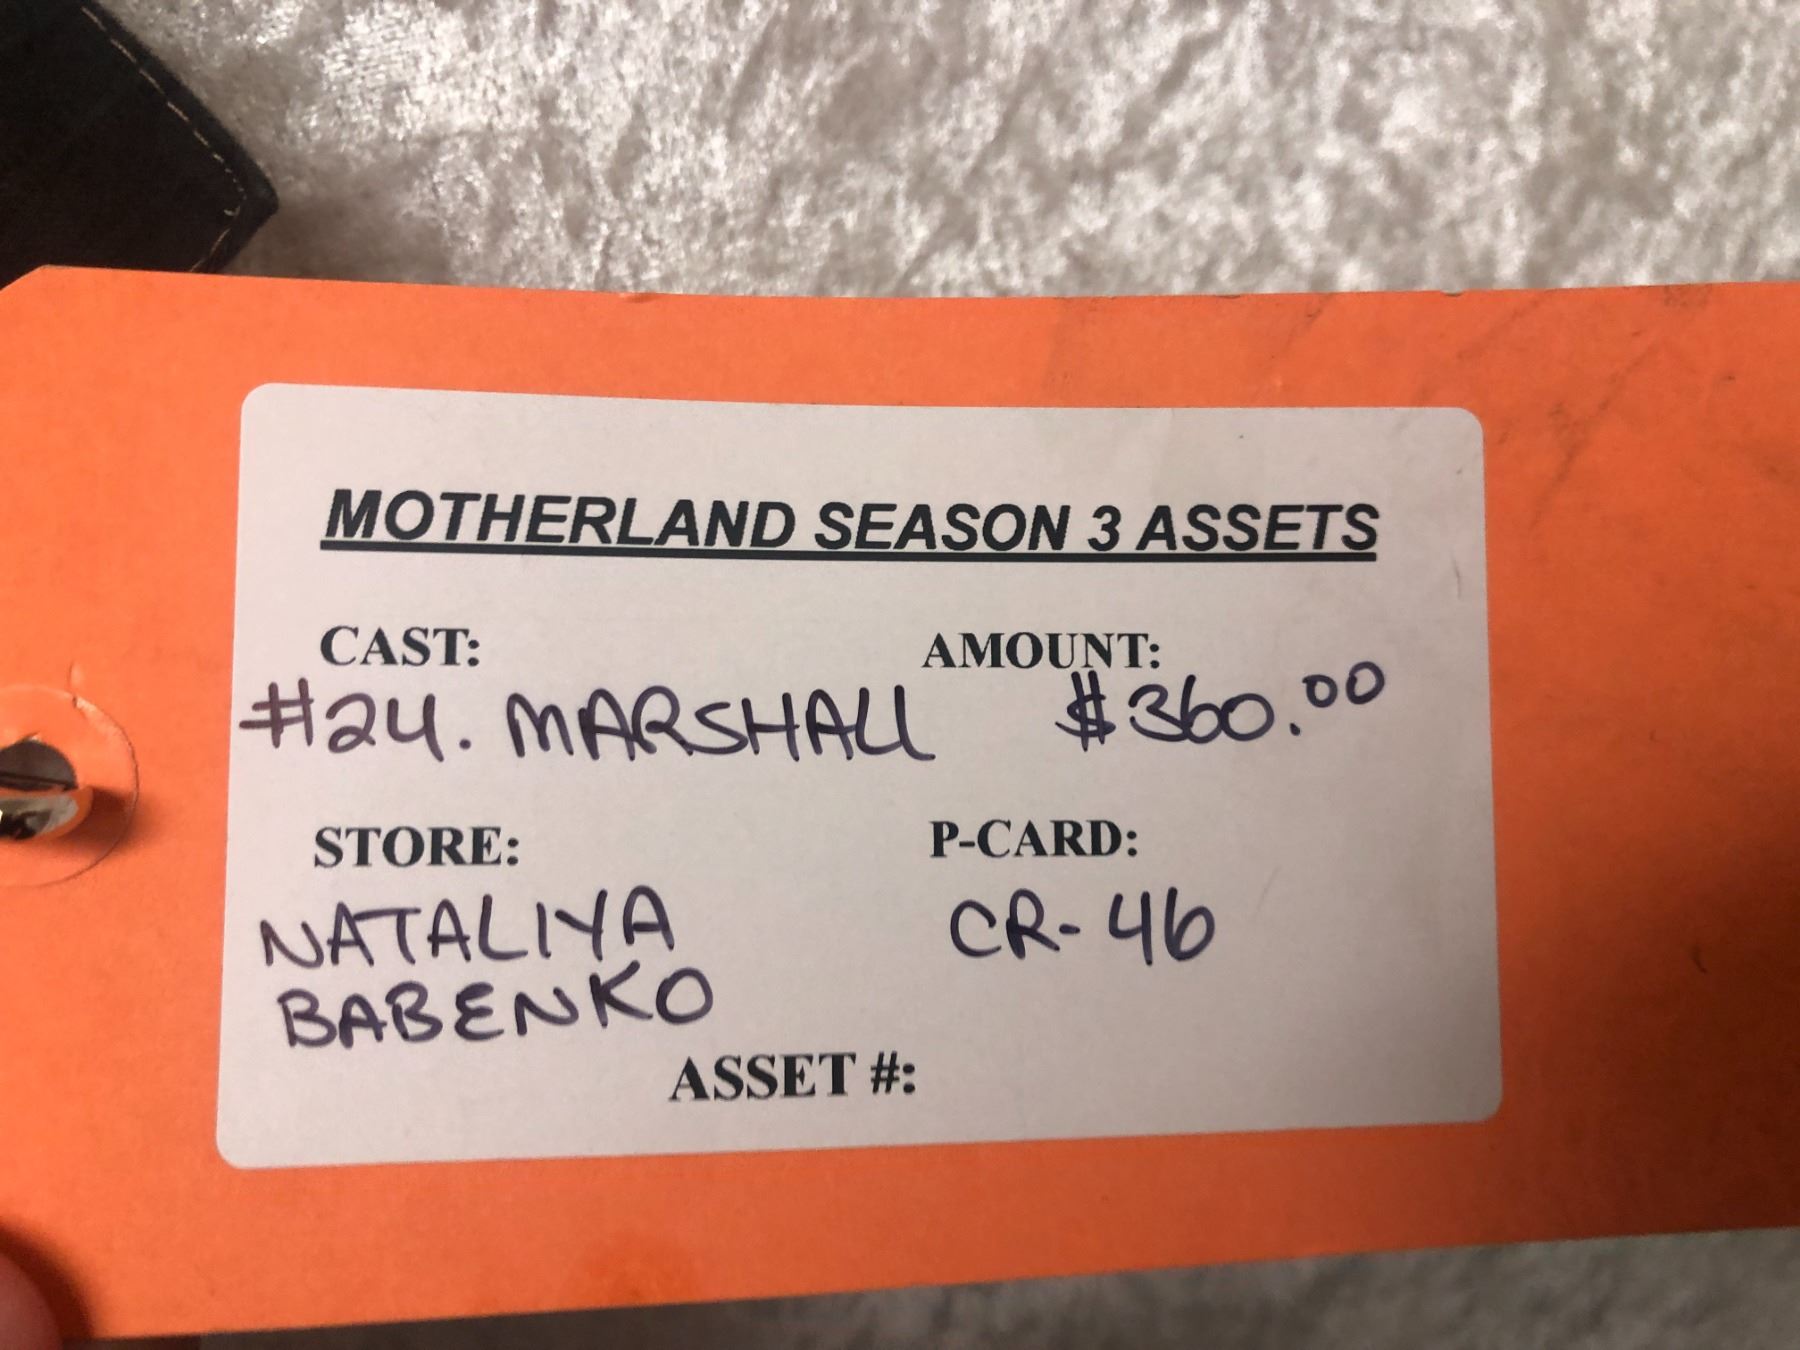 MOTHERLAND SEASON 3 ASSETS
CAST: AMOUNT:
#24. MARSHALL $360.00
STORE: P-CARD:
NATALIYA CR-46
BABENKO
ASSET #: